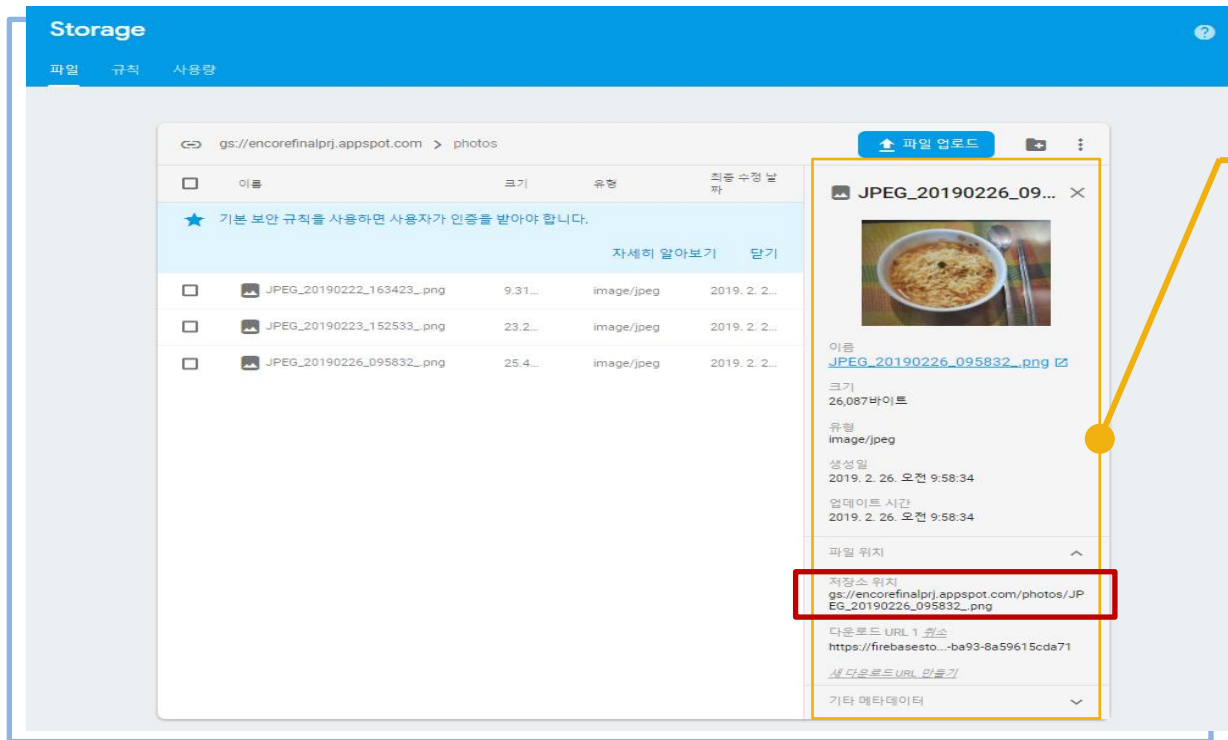 Storage
파일 규칙 사용량
gs://encorefinalprj.appspot.com > photos
파일 업로드
이름 크기 유형 최종 수정 날
짜
기본 보안 규칙을 사용하면 사용자가 인증을 받아야 합니다.
자세히 알아보기 닫기
JPEG_20190222_163423_.png 9.31... image/jpeg 2019. 2. 2...
JPEG_20190223_152533_.png 23.2... image/jpeg 2019. 2. 2...
JPEG_20190226_095832_.png 25.4... image/jpeg 2019. 2. 2...
JPEG_20190226_09...
이름
JPEG_20190226_095832_.png
크기
26,087바이트
유형
image/jpeg
생성일
2019. 2. 26. 오전 9:58:34
업데이트 시간
2019. 2. 26. 오전 9:58:34
파일 위치
저장소 위치
gs://encorefinalprj.appspot.com/photos/JP
EG_20190226_095832_.png
다운로드 URL 1 취소
https://firebasesto...-ba93-8a59615cda71
새 다운로드 URL 만들기
기타 메타데이터